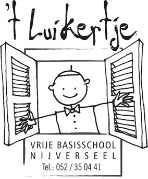 't Luikertje
VRIJE BASISSCHOOL
NIJVERSEEL
TEL.: 052 / 35 04 41